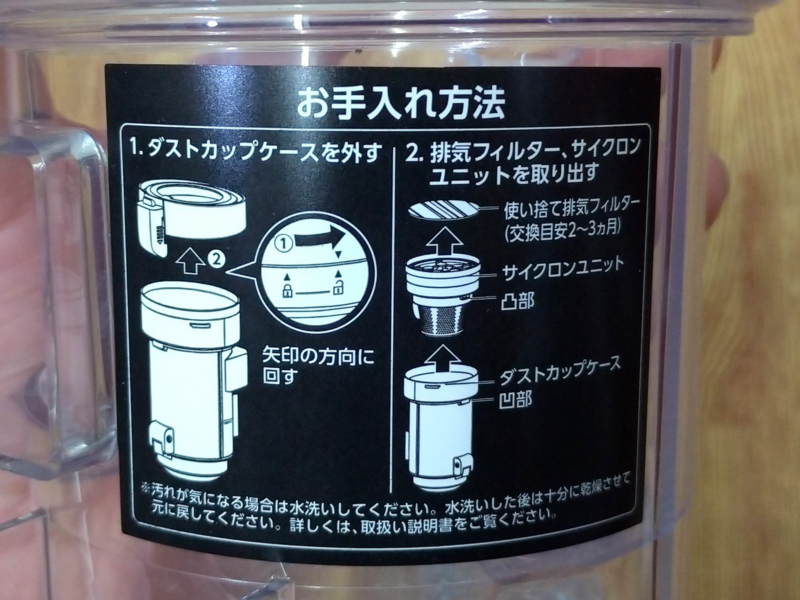 お手入れ方法
1. ダストカップケースを外す
①
②
矢印の方向に
回す
2. 排気フィルター、サイクロン
ユニットを取り出す
使い捨て排気フィルター
(交換目安2～3ヵ月)
サイクロンユニット
凸部
ダストカップケース
凹部
※汚れが気になる場合は水洗いしてください。水洗いした後は十分に乾燥させて
元に戻してください。詳しくは、取扱い説明書をご覧ください。